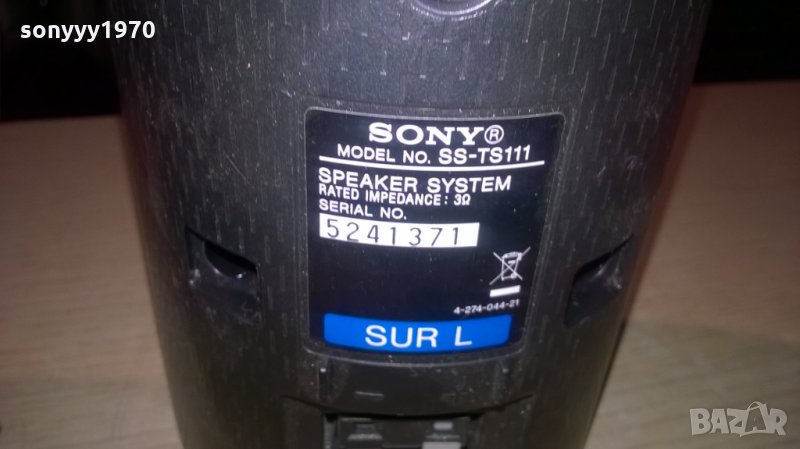 sonyyy1970
SONY®
MODEL NO. SS-TS111
SPEAKER SYSTEM
RATED IMPEDANCE: 3Ω
SERIAL NO.
5241371
4-274-044-21
SUR L
BAZAR